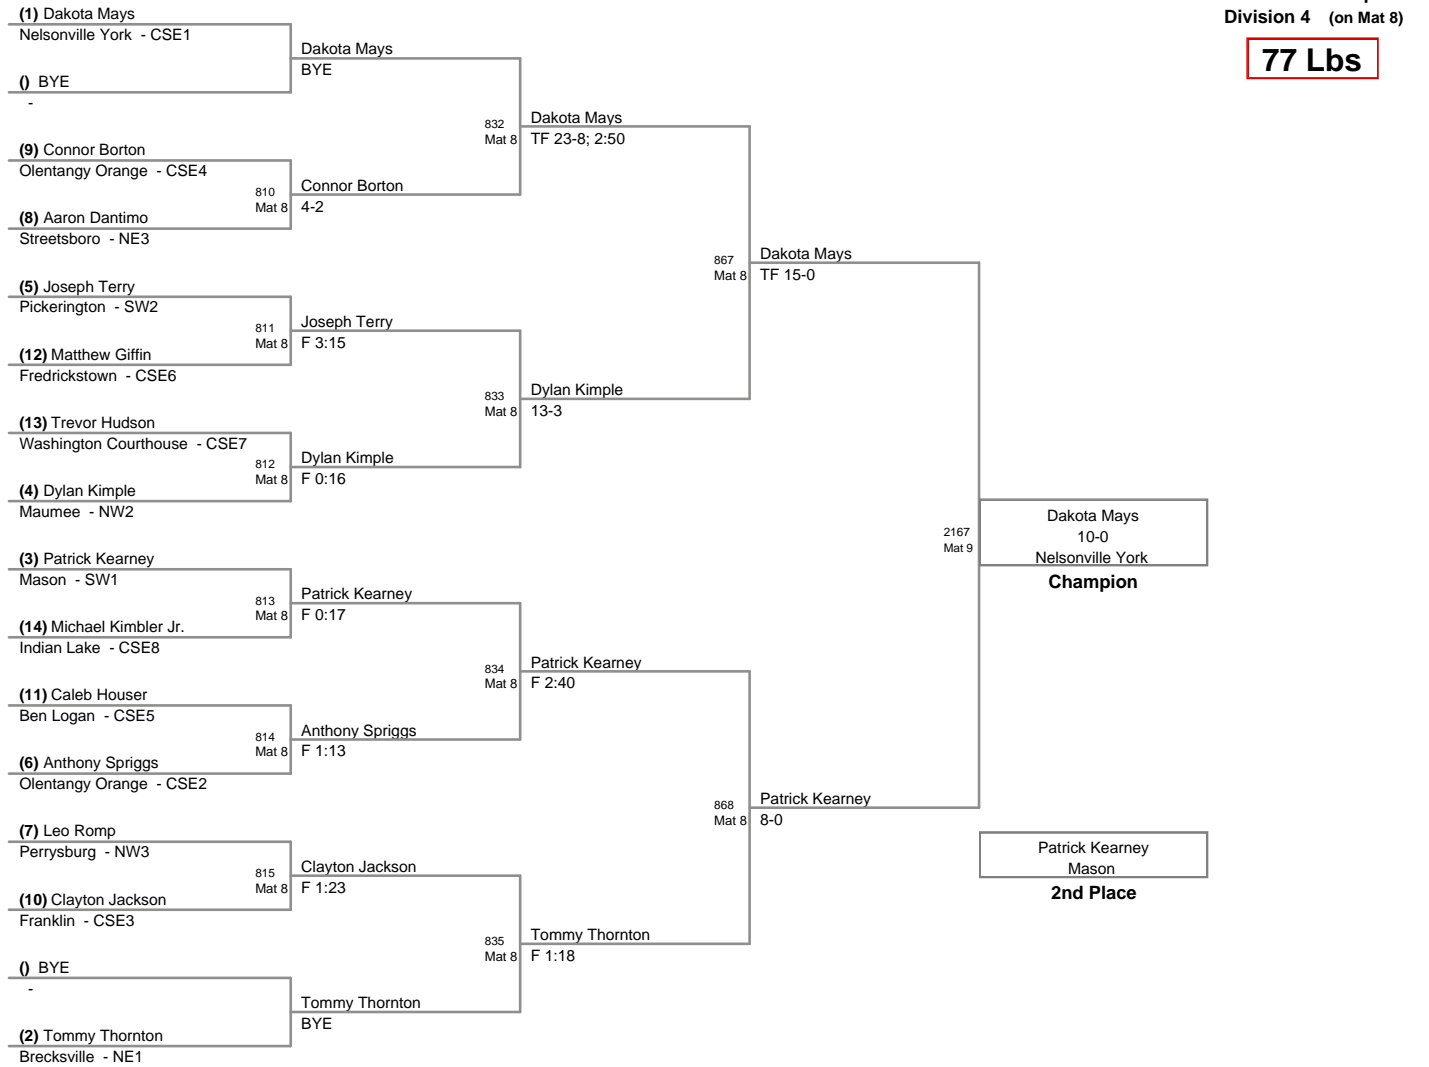 Division 4 (on Mat 8)
77 Lbs
(1) Dakota Mays
Nelsonville York - CSE1
() BYE
-
(9) Connor Borton
Olentangy Orange - CSE4
(8) Aaron Dantimo
Streetsboro - NE3
(5) Joseph Terry
Pickerington - SW2
(12) Matthew Giffin
Fredrickstown - CSE6
(13) Trevor Hudson
Washington Courthouse - CSE7
(4) Dylan Kimple
Maumee - NW2
(3) Patrick Kearney
Mason - SW1
(14) Michael Kimbler Jr.
Indian Lake - CSE8
(11) Caleb Houser
Ben Logan - CSE5
(6) Anthony Spriggs
Olentangy Orange - CSE2
(7) Leo Romp
Perrysburg - NW3
(10) Clayton Jackson
Franklin - CSE3
() BYE
-
(2) Tommy Thornton
Brecksville - NE1
Dakota Mays
BYE
810
Mat 8
Connor Borton
4-2
811
Mat 8
Joseph Terry
F 3:15
812
Mat 8
Dylan Kimple
F 0:16
813
Mat 8
Patrick Kearney
F 0:17
814
Mat 8
Anthony Spriggs
F 1:13
815
Mat 8
Clayton Jackson
F 1:23
Tommy Thornton
BYE
832
Mat 8
Dakota Mays
TF 23-8; 2:50
833
Mat 8
Dylan Kimple
13-3
834
Mat 8
Patrick Kearney
F 2:40
835
Mat 8
Tommy Thornton
F 1:18
867
Mat 8
Dakota Mays
TF 15-0
868
Mat 8
Patrick Kearney
8-0
2167
Mat 9
Dakota Mays
10-0
Nelsonville York
Champion
Patrick Kearney
Mason
2nd Place